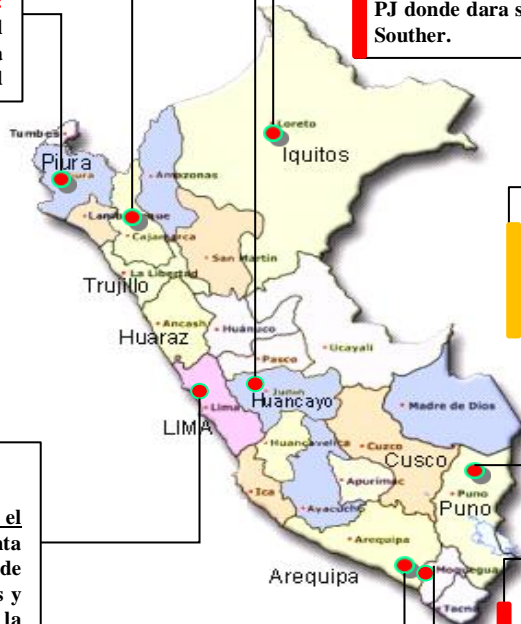 :
l
a
l
PJ donde dara s
Souther.
Tumbes
Loreto
Iquitos
Piura
Amazonas
Cajamarca
San Martin
La Libertad
Trujillo
Ancash
Huánuco
Huaraz
Ucayali
Pasco
Junin
Huancayo
Lima
LIMA
Madre de Dios
Huancavelica
Cuzco
Cusco
Apurimac
Ica
Ayacucho
Puno
Puno
Arequipa
Arequipa
Moquegua
Tacna
el
nta
de
s y
la